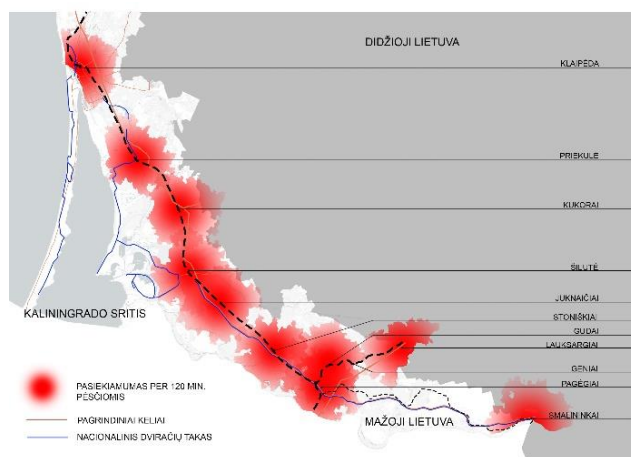 DIDŽIOJI LIETUVA
KLAIPĖDA
PRIEKULĖ
KUKORAI
ŠILUTĖ
JUKNAIČIAI
STONIŠKIAI
GUDAI
LAUKSARGIAI
GENIAI
PAGĖGIAI
SMALININKAI
KALININGRADO SRITIS
MAŽOJI LIETUVA
PASIEKIAMUMAS PER 120 MIN.
PĖSČIOMIS
PAGRINDINIAI KELIAI
NACIONALINIS DVIRAČIŲ TAKAS